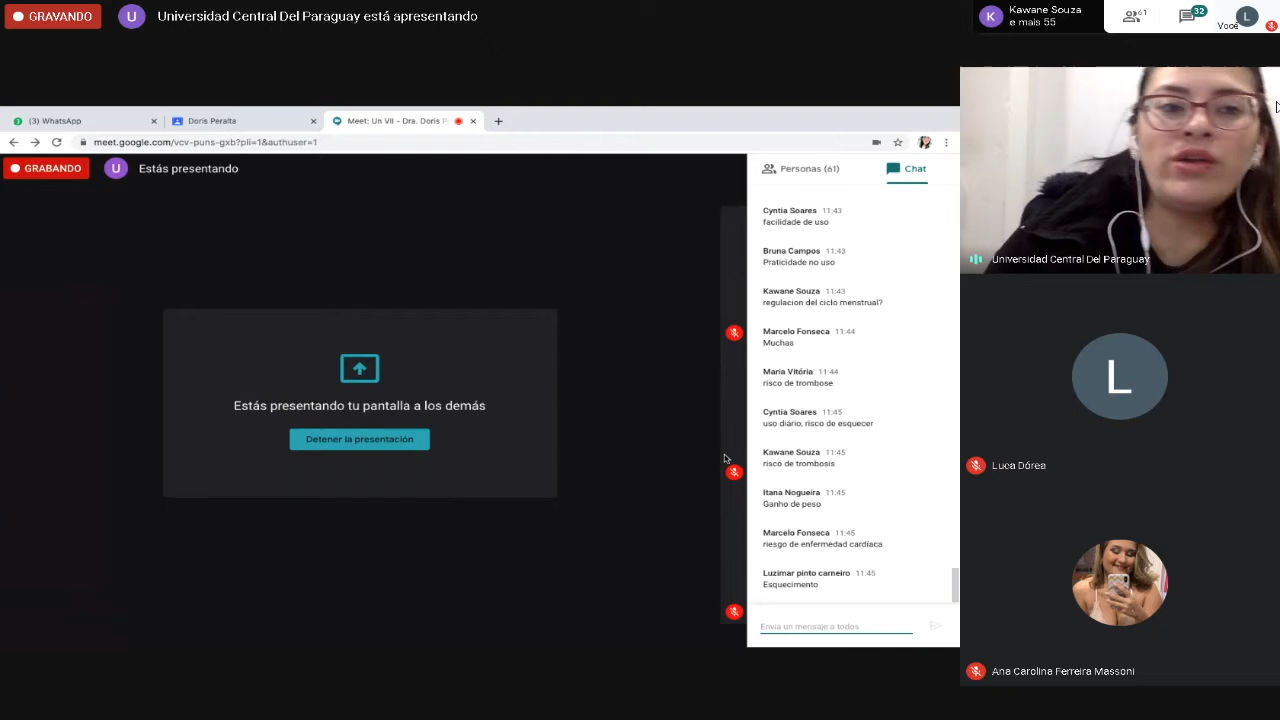 GRAVANDO
U
Universidad Central Del Paraguay está apresentando
K
Kawane Souza
e mais 55
61
32
L
Você
(3) WhatsApp
Doris Peralta
Meet: Un VII - Dra. Doris P
meet.google.com/vcv-puns-gxb?pli=1&authuser=1
GRABANDO
U
Estás presentando
Personas (61)
Chat
Estás presentando tu pantalla a los demás
Detener la presentación
Cyntia Soares 11:43
facilidade de uso
Bruna Campos 11:43
Praticidade no uso
Kawane Souza 11:43
regulacion del ciclo menstrual?
Marcelo Fonseca 11:44
Muchas
Maria Vitória 11:44
risco de trombose
Cyntia Soares 11:45
uso diário, risco de esquecer
Kawane Souza 11:45
risco de trombosis
Itana Nogueira 11:45
Ganho de peso
Marcelo Fonseca 11:45
riesgo de enfermedad cardíaca
Luzimar pinto carneiro 11:45
Esquecimento
Envía un mensaje a todos
Universidad Central Del Paraguay
L
Luca Dórea
Ana Carolina Ferreira Massoni